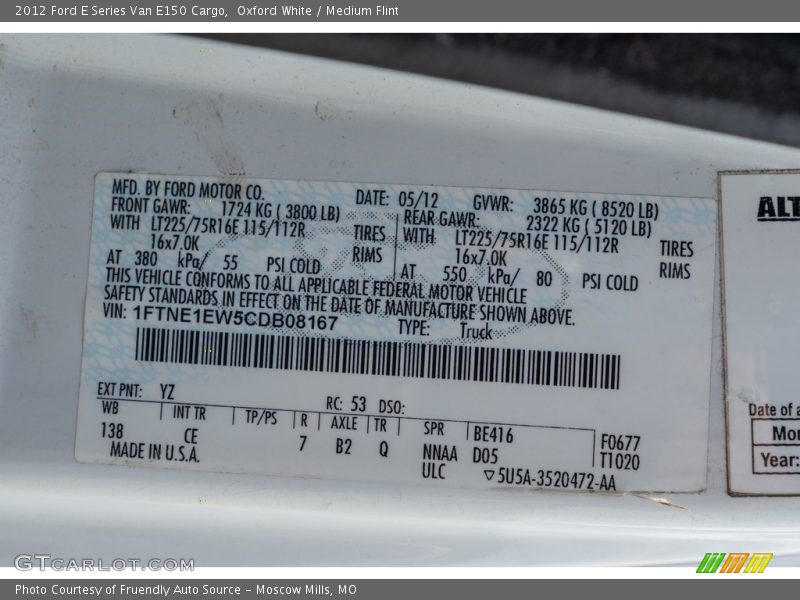 2012 Ford E Series Van E150 Cargo,  Oxford White / Medium Flint
MFD. BY FORD MOTOR CO.
DATE: 05/12 GVWR: 3865 KG ( 8520 LB)
FRONT GAWR: 1724 KG ( 3800 LB) REAR GAWR: 2322 KG ( 5120 LB)
WITH LT225/75R16E 115/112R TIRES WITH LT225/75R16E 115/112R TIRES
16x7.0K RIMS 16x7.0K RIMS
AT 380 kPa/ 55 PSI COLD AT 550 kPa/ 80 PSI COLD
THIS VEHICLE CONFORMS TO ALL APPLICABLE FEDERAL MOTOR VEHICLE
SAFETY STANDARDS IN EFFECT ON THE DATE OF MANUFACTURE SHOWN ABOVE.
VIN: 1FTNE1EW5CDB08167 TYPE: Truck
EXT PNT: YZ RC: 53 DSO:
WB INT TR TP/PS R AXLE TR SPR BE416 F0677
138 CE 7 B2 Q NNAA D05 T1020
MADE IN U.S.A. ULC ▽5U5A-3520472-AA
ALT
Date of a
Mon
Year:
GTCARLOT.COM
Photo Courtesy of Fruendly Auto Source – Moscow Mills, MO